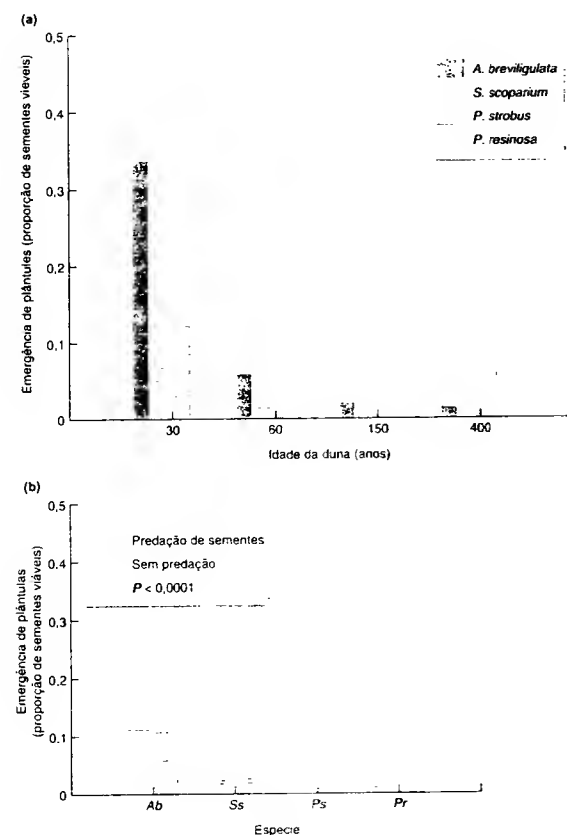 (a)
0,5
0,4
0,3
0,2
0,1
0
Emergência de plântules (proporção de sementes vieveis)
A. breviligulata
S. scoparium
P. strobus
P. resinosa
30
60
150
400
Idade da duna (anos)
(b)
0,5
0,4
0,3
0,2
0.1
0
Emergência de plântulas
(proporção de sementes viáveis)
Predação de sementes
Sem predação
P < 0,0001
Ab
Ss
Ps
Pr
Especie